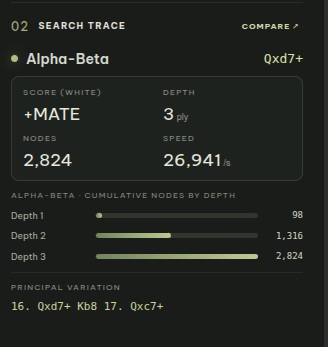 02 SEARCH TRACE COMPARE ↗
Alpha-Beta Qxd7+
SCORE (WHITE) DEPTH
+MATE 3 ply
NODES SPEED
2,824 26,941 /s
ALPHA-BETA · CUMULATIVE NODES BY DEPTH
Depth 1 98
Depth 2 1,316
Depth 3 2,824
PRINCIPAL VARIATION
16. Qxd7+ Kb8 17. Qxc7+